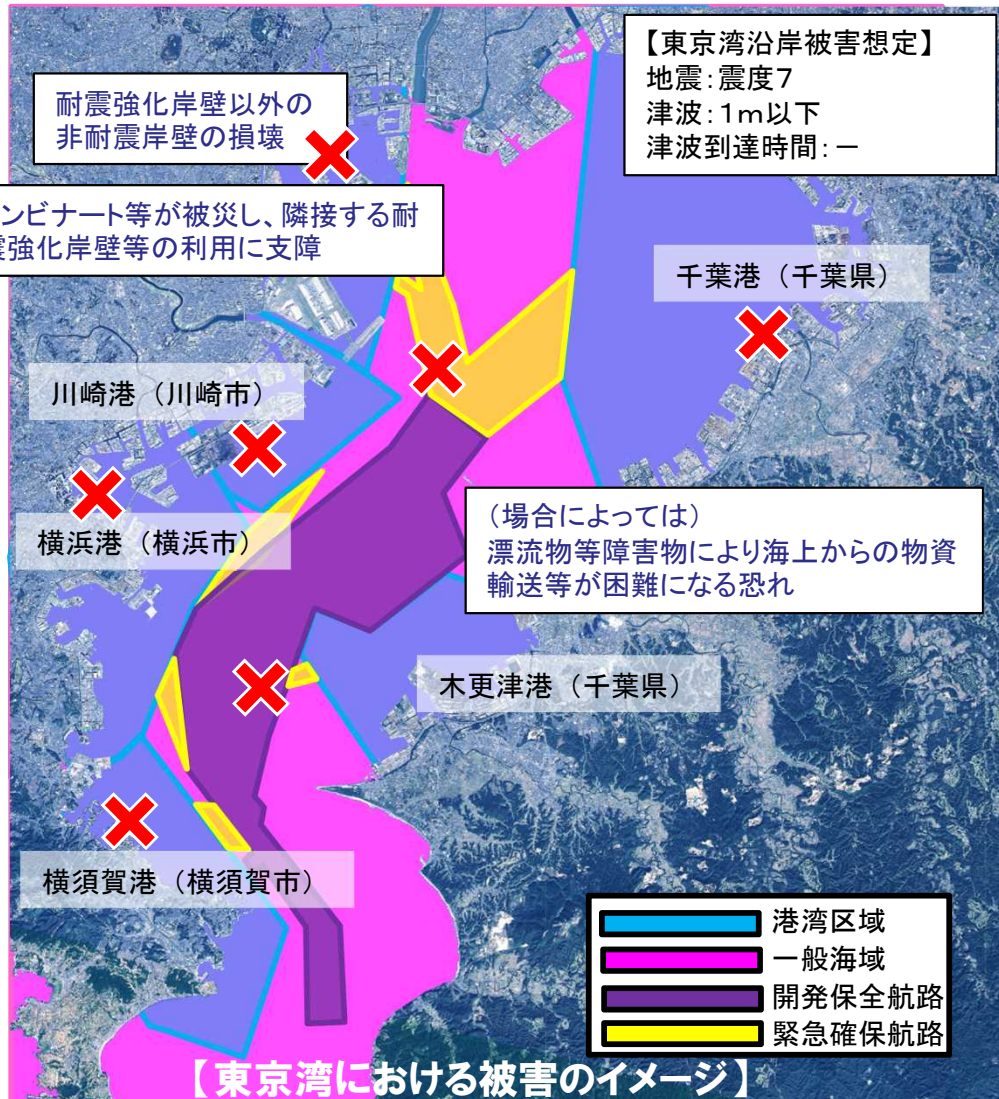 【東京湾沿岸被害想定】
地震:震度7
津波:1m以下
津波到達時間:－
耐震強化岸壁以外の
非耐震岸壁の損壊
ンビナート等が被災し、隣接する耐
震強化岸壁等の利用に支障
千葉港（千葉県）
川崎港（川崎市）
横浜港（横浜市）
（場合によっては）
漂流物等障害物により海上からの物資
輸送等が困難になる恐れ
木更津港（千葉県）
横須賀港（横須賀市）
港湾区域
一般海域
開発保全航路
緊急確保航路
【東京湾における被害のイメージ】